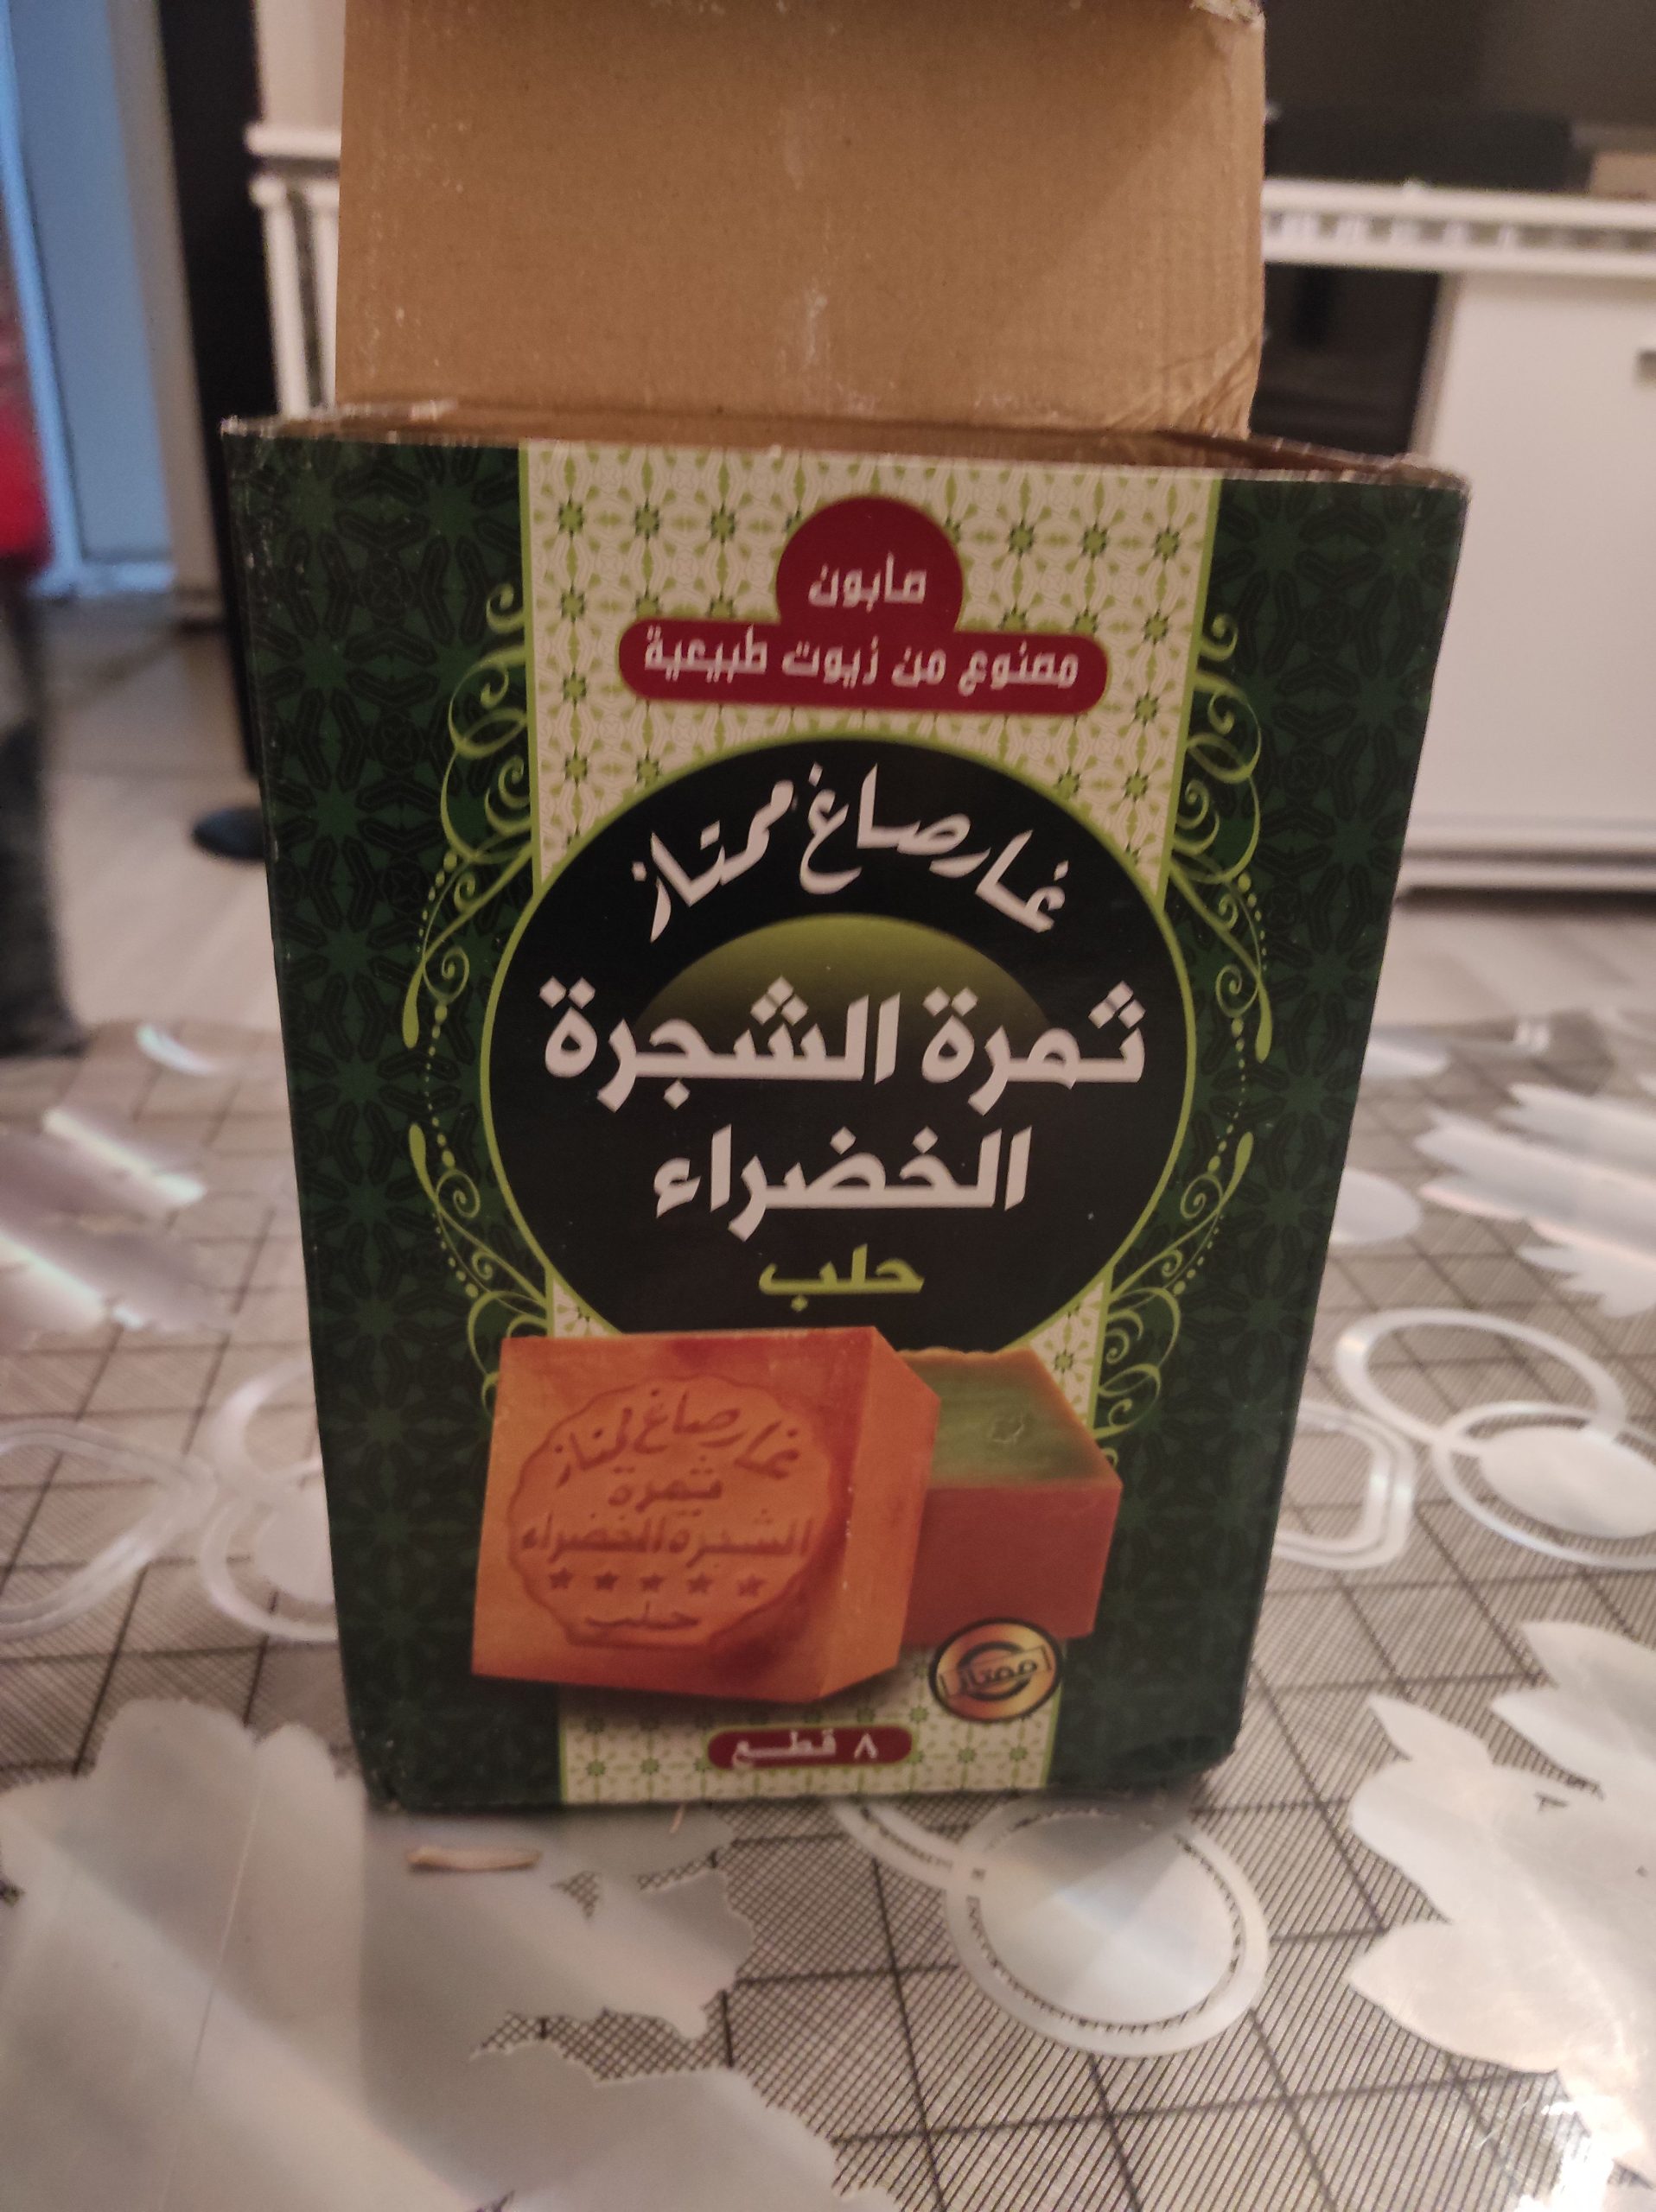 صابون
مصنوع من زيوت طبيعية
غار صاغ ممتاز
ثمرة الشجرة
الخضراء
حلب
غار صاغ ممتاز
ثمرة
الشجرة الخضراء
حلب
ممتاز
٨ قطع